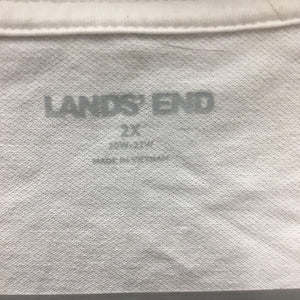 LANDS' END
2X
20W-22W
MADE IN VIETNAM